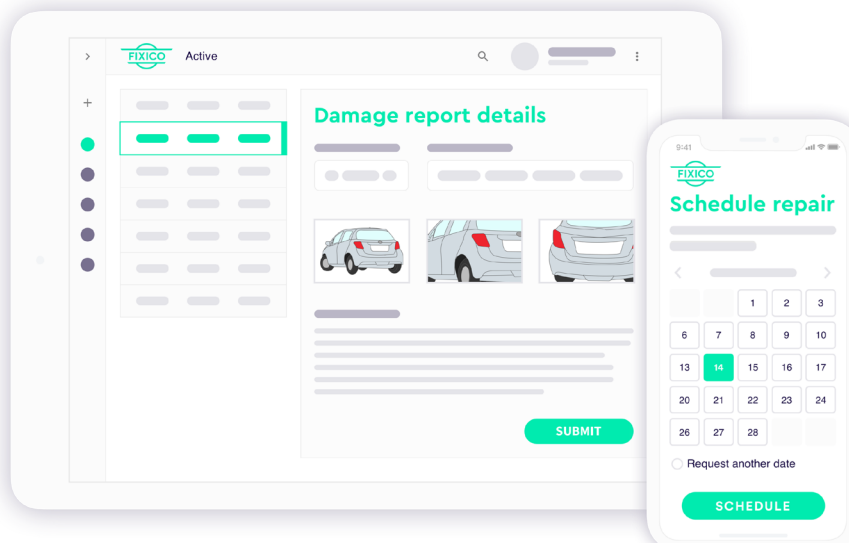 FIXICO
Active
Damage report details
SUBMIT
9:41
FIXICO
Schedule repair
1 2 3
6 7 8 9 10
13 14 15 16 17
20 21 22 23 24
26 27 28
Request another date
SCHEDULE